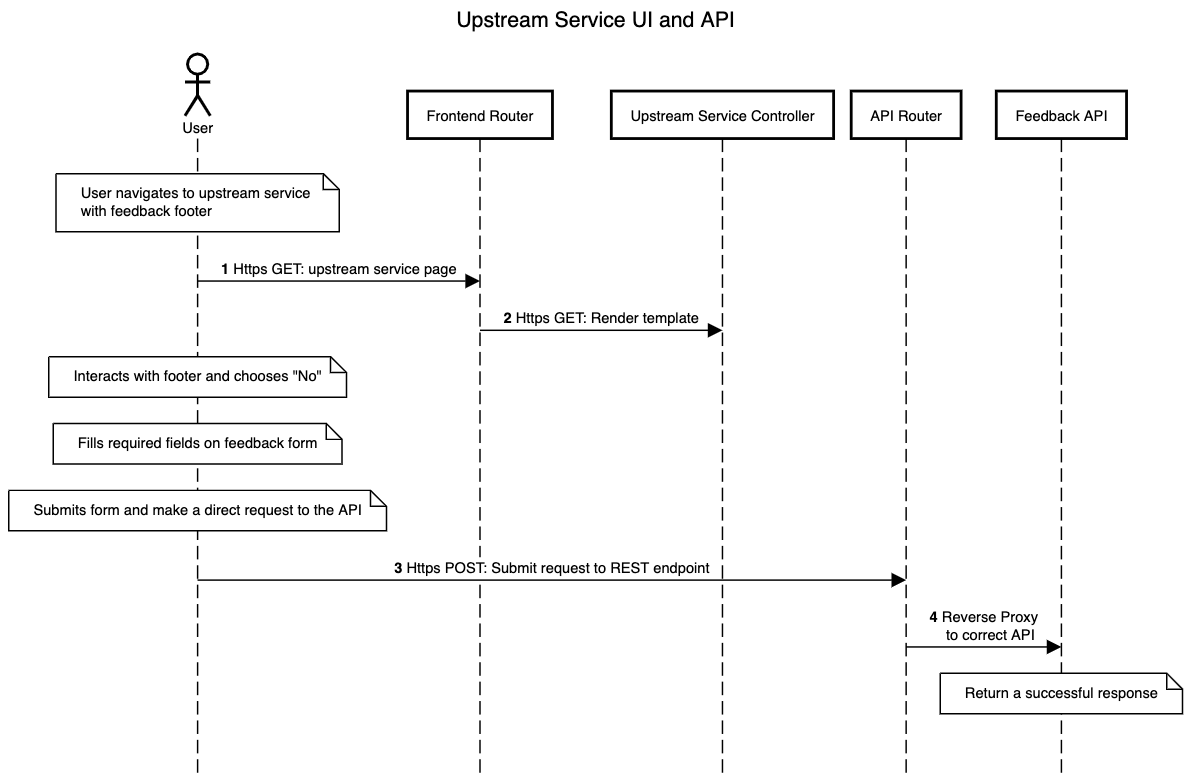 Upstream Service UI and API
User
Frontend Router
Upstream Service Controller
API Router
Feedback API
User navigates to upstream service
with feedback footer
1 Https GET: upstream service page
2 Https GET: Render template
Interacts with footer and chooses "No"
Fills required fields on feedback form
Submits form and make a direct request to the API
3 Https POST: Submit request to REST endpoint
4 Reverse Proxy
to correct API
Return a successful response